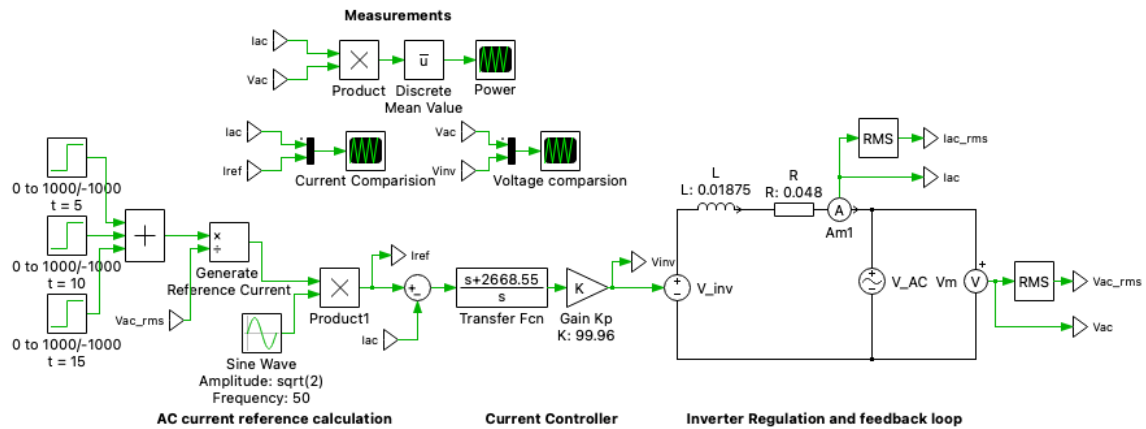 Measurements
Iac
Vac
×
Product
u
Discrete
Mean Value
Power
Iac
Iref
Current Comparision
Vac
Vinv
Voltage comparsion
0 to 1000/-1000
t = 5
0 to 1000/-1000
t = 10
0 to 1000/-1000
t = 15
+
×
÷
Generate
Reference Current
Vac_rms
Sine Wave
Amplitude: sqrt(2)
Frequency: 50
×
Product1
Iref
+
-
Iac
s+2668.55
s
Transfer Fcn
K
Gain Kp
K: 99.96
Vinv
+
-
V_inv
L
L: 0.01875
R
R: 0.048
A
Am1
RMS
Iac_rms
Iac
V_AC
Vm
+
V
RMS
Vac_rms
Vac
AC current reference calculation
Current Controller
Inverter Regulation and feedback loop